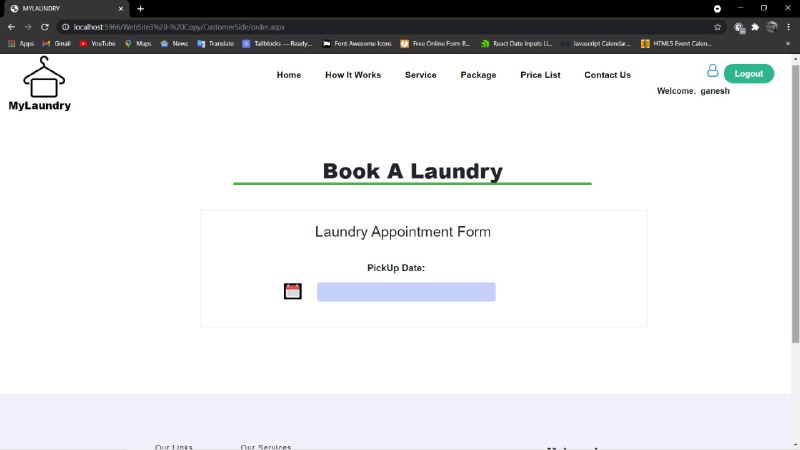 MYLAUNDRY
localhost:5966/WebSite3%20-%20Copy/CustomerSide/order.aspx
Apps Gmail YouTube Maps News Translate Tailblocks — Ready... Font Awesome Icons Free Online Form B... React Date Inputs Li... Javascript Calendar... HTML5 Event Calen...
MyLaundry
Home How It Works Service Package Price List Contact Us
Logout
Welcome, ganesh
Book A Laundry
Laundry Appointment Form
PickUp Date:
Our Links Our Services